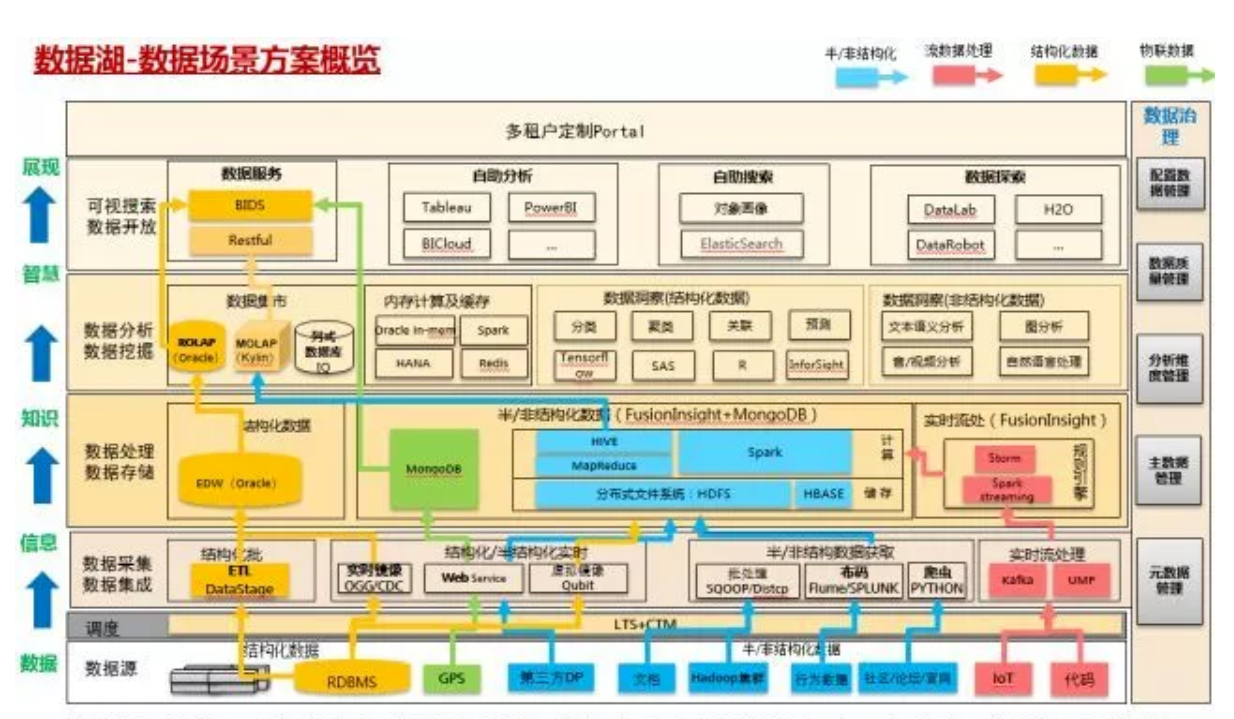 数据湖-数据场景方案概览
半/非结构化
流数据处理
结构化数据
物联数据
多租户定制Portal
数据治
理
展现
可视搜索
数据开放
数据服务
BIDS
Restful
自助分析
Tableau
PowerBI
BICloud
...
自助搜索
对象画像
ElasticSearch
数据探索
DataLab
H2O
DataRobot
...
配置数
据管理
智慧
数据质
量管理
数据分析
数据挖掘
数据集市
ROLAP
(Oracle)
MOLAP
(Kylin)
列式
数据库
IQ
内存计算及缓存
Oracle In-mem
Spark
HANA
Redis
数据洞察(结构化数据)
分类
聚类
关联
预测
Tensorfl
ow
SAS
R
InforSight
数据洞察(非结构化数据)
文本语义分析
图分析
音/视频分析
自然语言处理
分析维
度管理
知识
数据处理
数据存储
结构化数据
EDW (Oracle)
半/非结构化数据(FusionInsight+MongoDB)
MongoDB
HIVE
MapReduce
Spark
计
算
分布式文件系统:HDFS
HBASE
储存
实时流处(FusionInsight)
Storm
Spark
streaming
规则引擎
主数据
管理
信息
数据采集
数据集成
结构化批
ETL
DataStage
结构化/半结构化实时
实时镜像
OGG/CDC
Web Service
虚拟镜像
Qubit
半/非结构数据获取
批处理
SQOOP/Distcp
布码
Flume/SPLUNK
爬虫
PYTHON
实时流处理
Kafka
UMP
元数据
管理
调度
LTS+CTM
数据
数据源
结构化数据
RDBMS
GPS
第三方DP
半/非结构化数据
文档
Hadoop集群
行为数据
社区/论坛/官网
IoT
代码